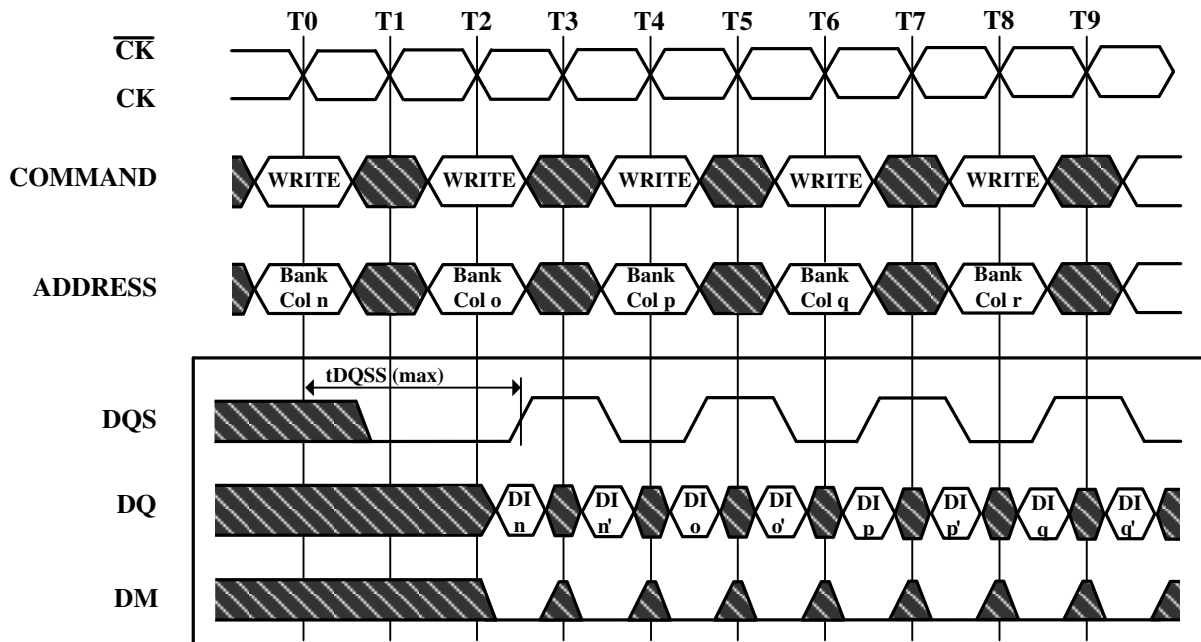 T0 T1 T2 T3 T4 T5 T6 T7 T8 T9
CK
CK
COMMAND WRITE WRITE WRITE WRITE WRITE
ADDRESS Bank Bank Bank Bank Bank
Col n Col o Col p Col q Col r
tDQSS (max)
DQS
DQ DI DI DI DI DI DI DI DI
n n' o o' p p' q q'
DM